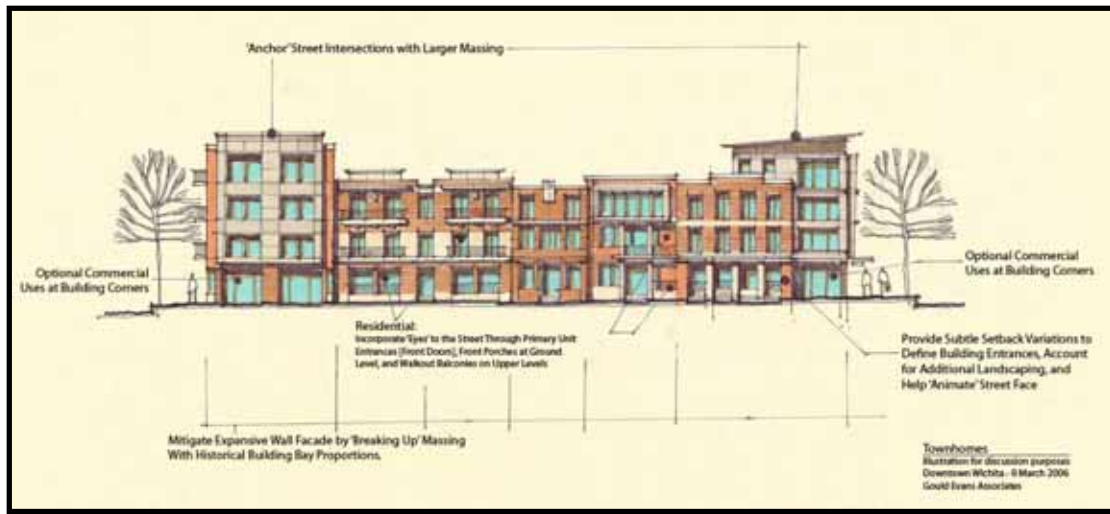 'Anchor' Street Intersections with Larger Massing
Optional Commercial
Uses at Building Corners
Optional Commercial
Uses at Building Corners
Residential:
Incorporate 'Eyes' to the Street Through Primary Unit
Entrances [Front Doors], Front Porches at Ground
Level, and Walkout Balconies on Upper Levels
Provide Subtle Setback Variations to
Define Building Entrances, Account
for Additional Landscaping, and
Help 'Animate' Street Face
Mitigate Expansive Wall Facade by 'Breaking Up' Massing
With Historical Building Bay Proportions.
Townhomes
Illustration for discussion purposes
Downtown Wichita - March 2006
Gould Evans Associates